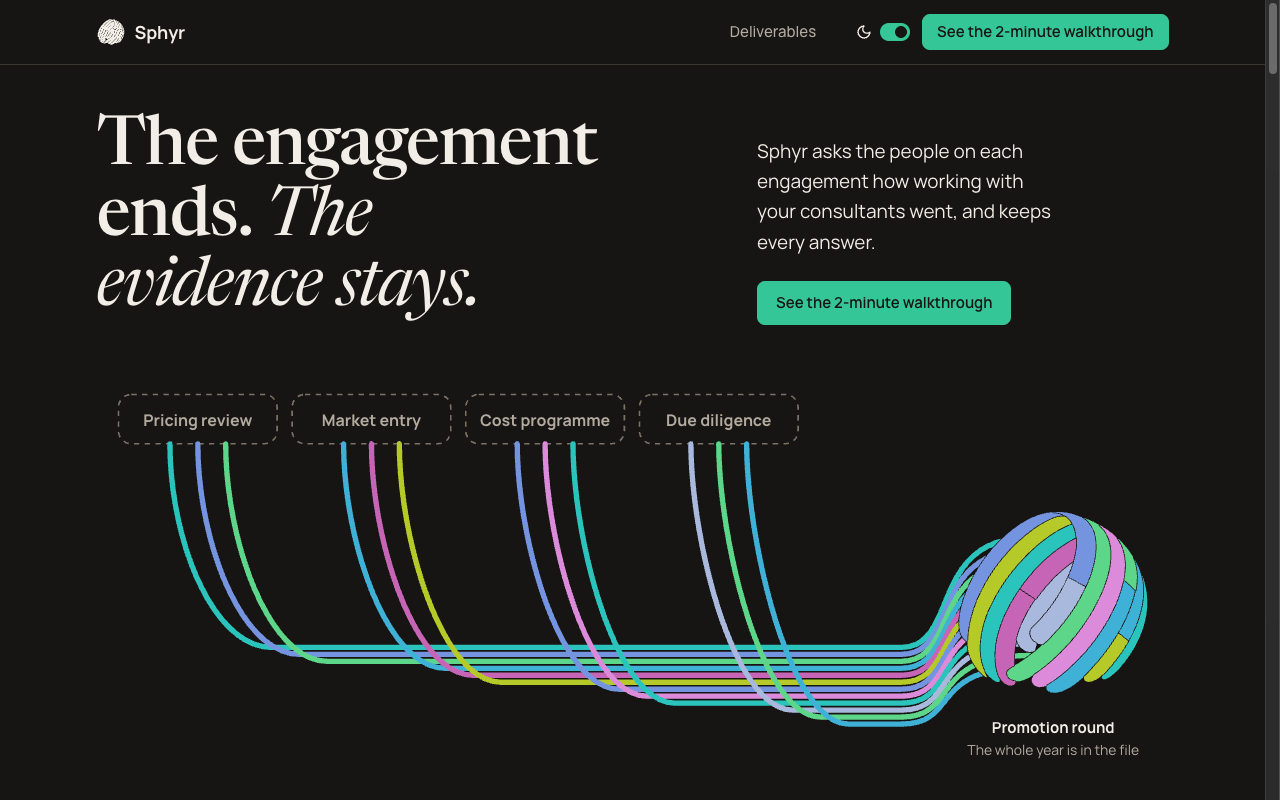 Sphyr
Deliverables
See the 2-minute walkthrough
The engagement
ends. The
evidence stays.
Sphyr asks the people on each
engagement how working with
your consultants went, and keeps
every answer.
See the 2-minute walkthrough
Pricing review
Market entry
Cost programme
Due diligence
Promotion round
The whole year is in the file